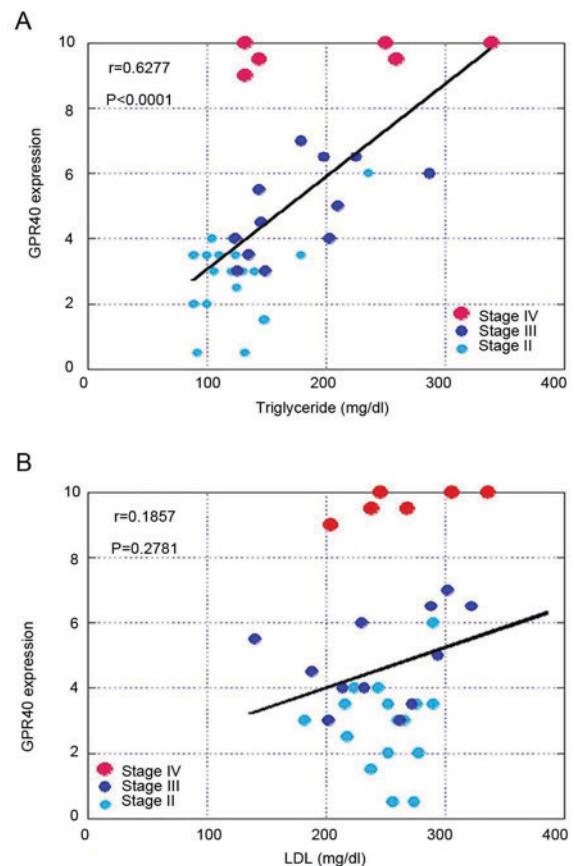 A
10
r=0.6277
P<0.0001
8
6
GPR40 expression
4
2
0
Stage IV
Stage III
Stage II
0 100 200 300 400
Triglyceride (mg/dl)
B
10
r=0.1857
P=0.2781
8
6
GPR40 expression
4
2
0
Stage IV
Stage III
Stage II
0 100 200 300 400
LDL (mg/dl)